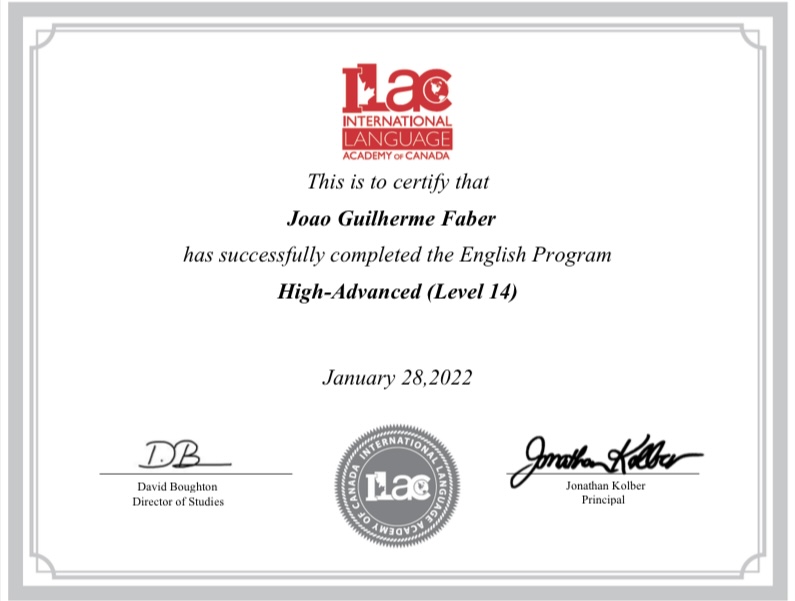 ILAC
INTERNATIONAL
LANGUAGE
ACADEMY OF CANADA
This is to certify that
Joao Guilherme Faber
has successfully completed the English Program
High-Advanced (Level 14)
January 28,2022
D.B
Jonathan Kolber
David Boughton
Director of Studies
INTERNATIONAL LANGUAGE ACADEMY OF CANADA
ILAC
Jonathan Kolber
Principal